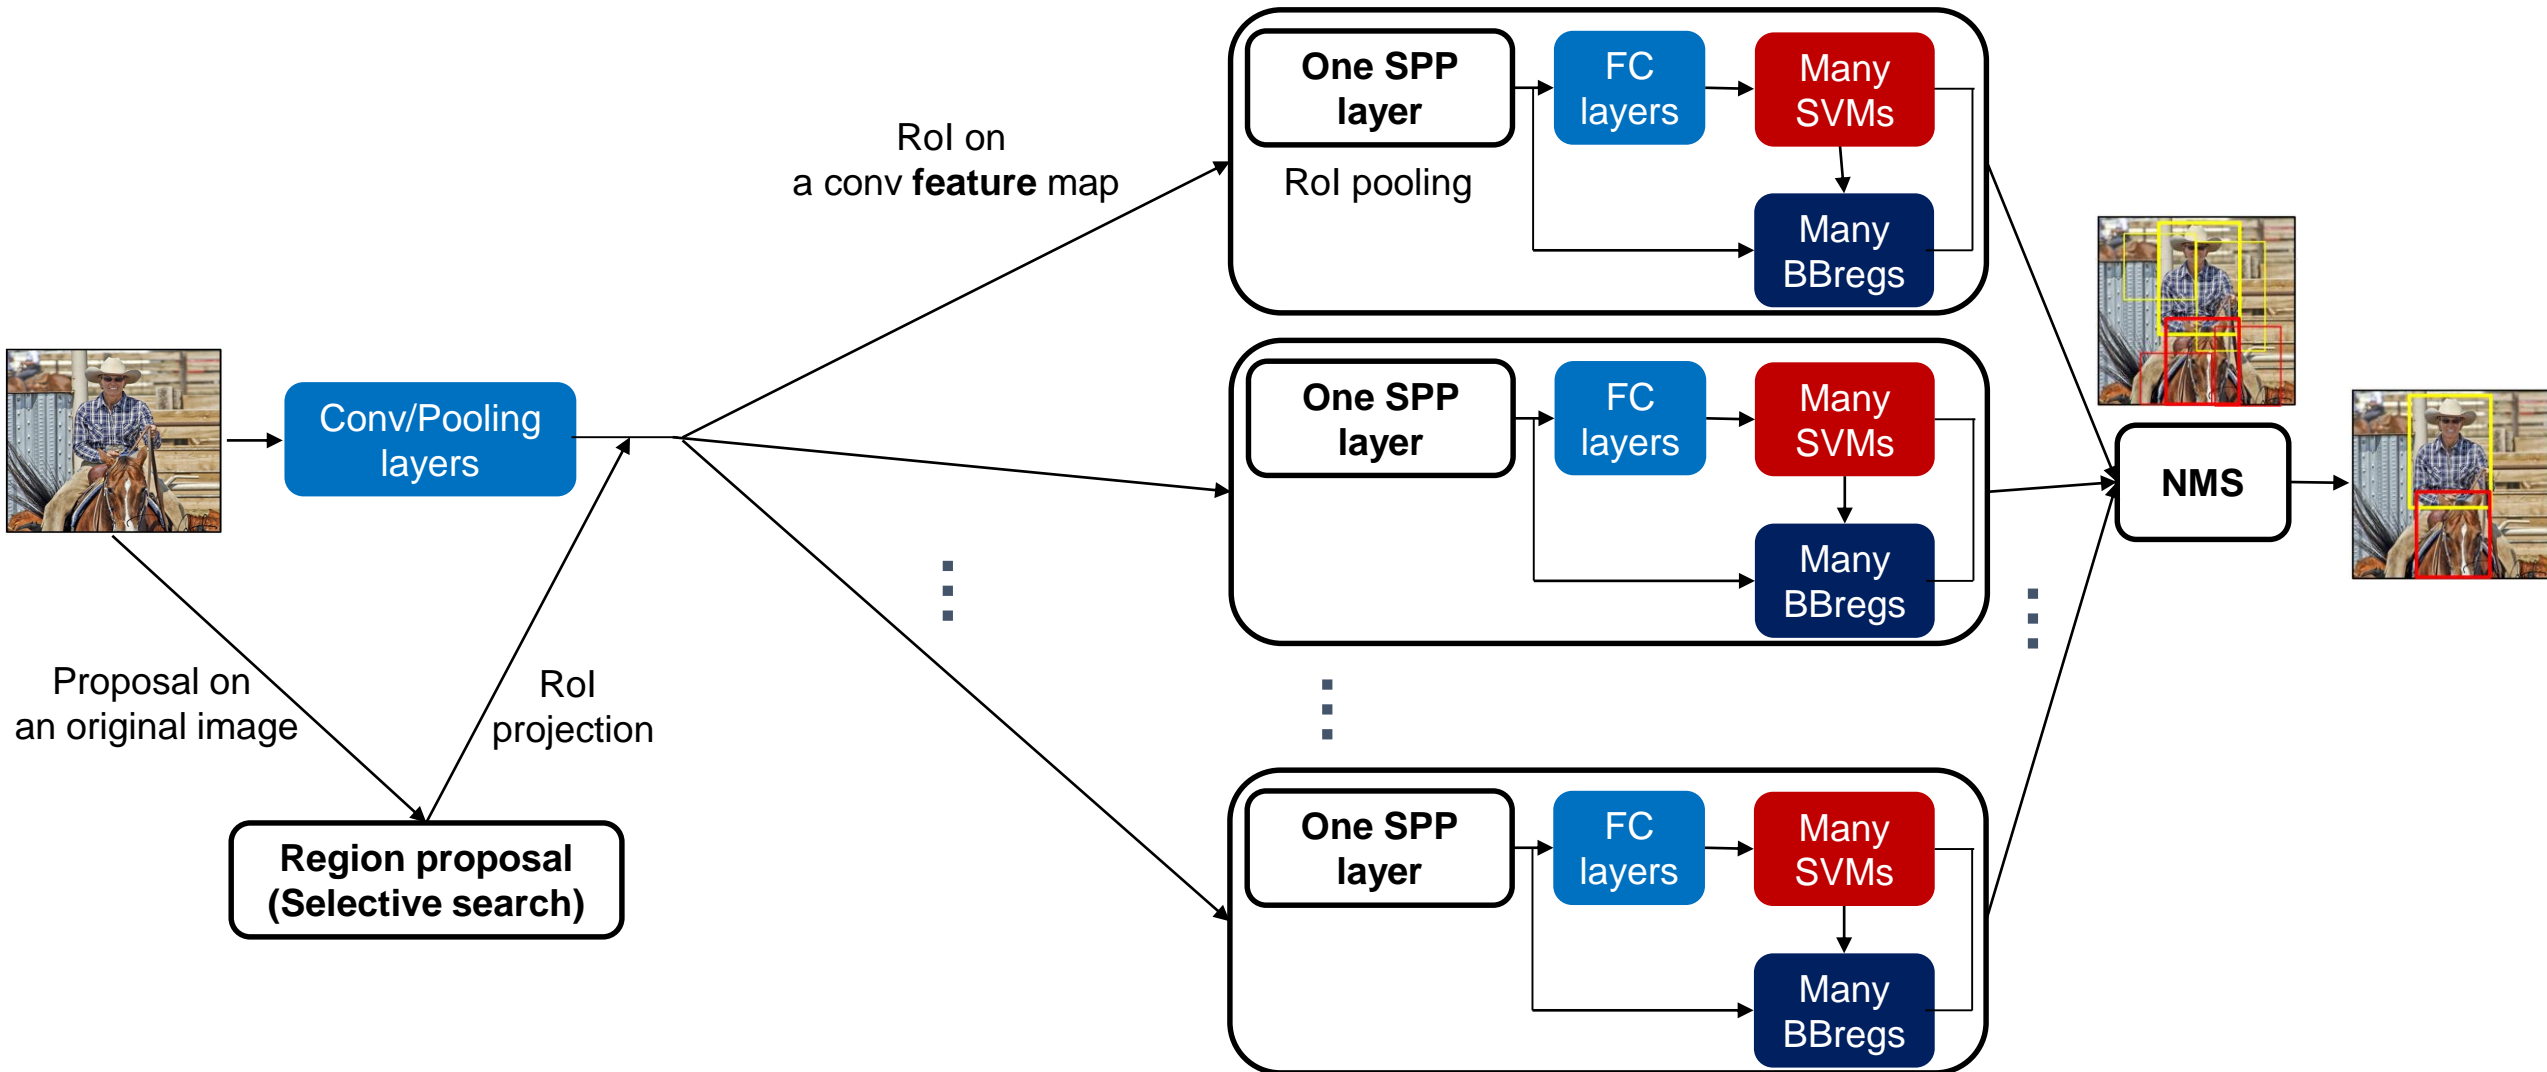 One SPP
layer
FC
layers
Many
SVMs
RoI on
a conv feature map
RoI pooling
Many
BBregs
One SPP
layer
FC
layers
Many
SVMs
Conv/Pooling
layers
NMS
Many
BBregs
Proposal on
an original image
RoI
projection
One SPP
layer
FC
layers
Many
SVMs
Region proposal
(Selective search)
Many
BBregs